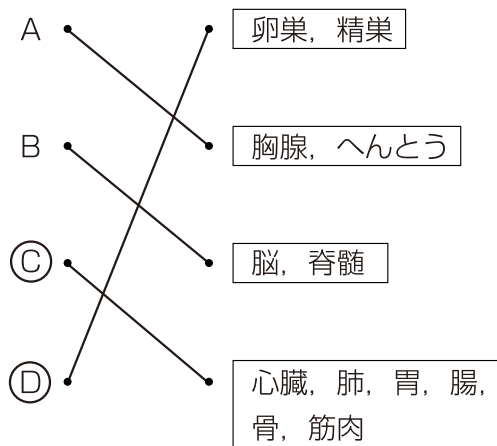 A
卵巣，精巣
B
胸腺，へんとう
C
脳，脊髄
D
心臓，肺，胃，腸，
骨，筋肉